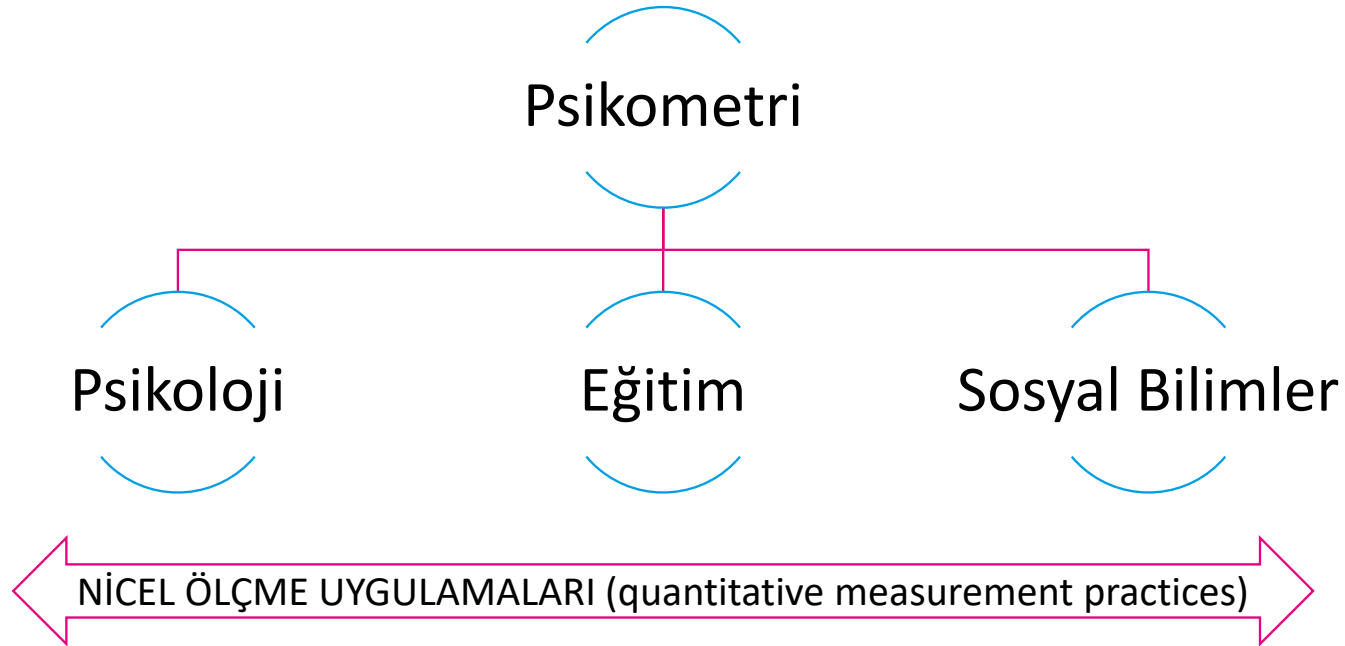 Psikometri
Psikoloji
Eğitim
Sosyal Bilimler
NİCEL ÖLÇME UYGULAMALARI (quantitative measurement practices)